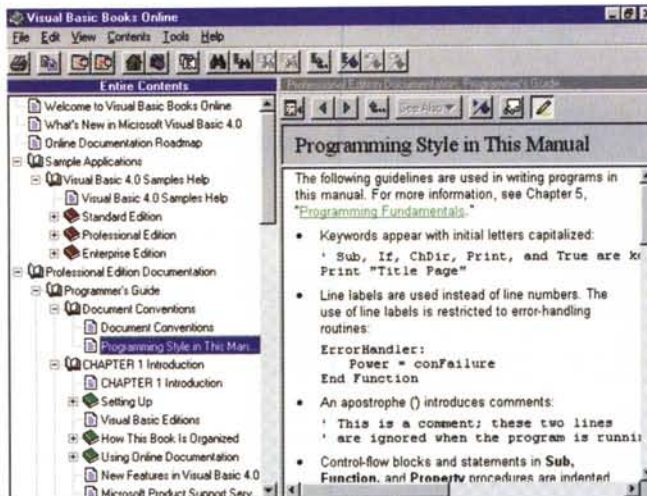 Visual Basic Books Online
File Edit View Contents Tools Help
Entire Contents
Welcome to Visual Basic Books Online
What's New in Microsoft Visual Basic 4.0
Online Documentation Roadmap
Sample Applications
Visual Basic 4.0 Samples Help
Visual Basic 4.0 Samples Help
Standard Edition
Professional Edition
Enterprise Edition
Professional Edition Documentation
Programmer's Guide
Document Conventions
Document Conventions
Programming Style in This Man...
CHAPTER 1 Introduction
CHAPTER 1 Introduction
Setting Up
Visual Basic Editions
How This Book Is Organized
Using Online Documentation
New Features in Visual Basic 4.0
Microsoft Product Support Serv
Professional Edition Documentation, Programmer's Guide
See Also
Programming Style in This Manual
The following guidelines are used in writing programs in
this manual. For more information, see Chapter 5,
"Programming Fundamentals."
• Keywords appear with initial letters capitalized:
' Sub, If, ChDir, Print, and True are ke
Print "Title Page"
• Line labels are used instead of line numbers. The
use of line labels is restricted to error-handling
routines:
ErrorHandler:
Power = conFailure
End Function
• An apostrophe () introduces comments:
' This is a comment; these two lines
' are ignored when the program is runni
• Control-flow blocks and statements in Sub,
Function, and Property procedures are indented